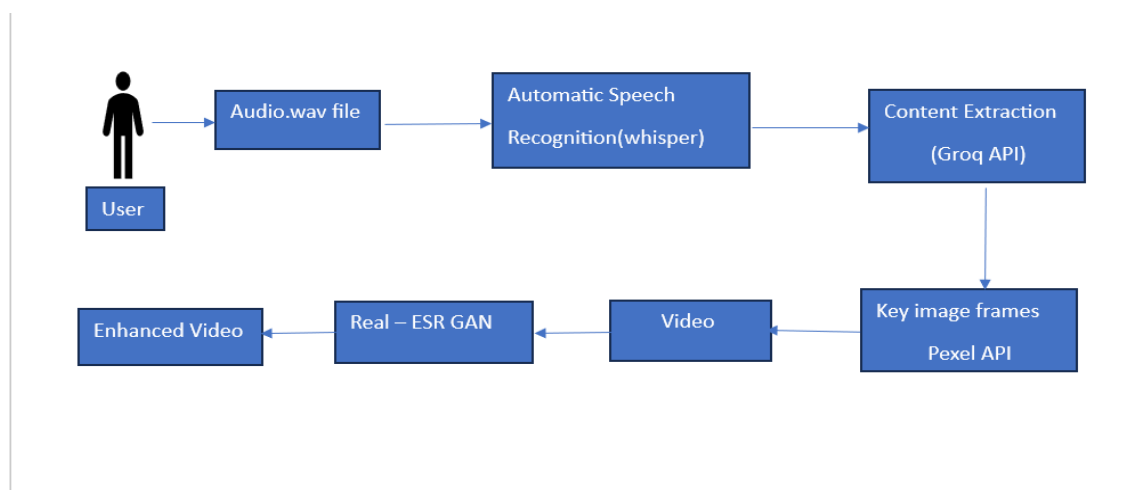 User
Audio.wav file
Automatic Speech
Recognition(whisper)
Content Extraction
(Groq API)
Key image frames
Pexel API
Video
Real – ESR GAN
Enhanced Video